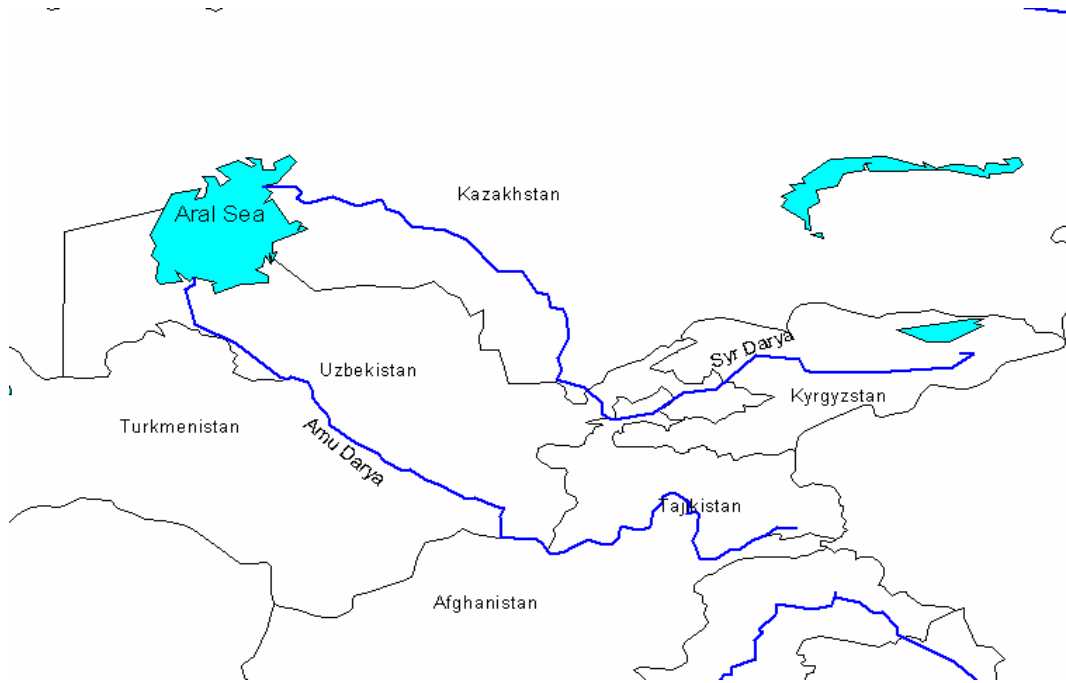 Kazakhstan
Aral Sea
Syr Darya
Uzbekistan
Kyrgyzstan
Turkmenistan
Amu Darya
Tajikistan
Afghanistan